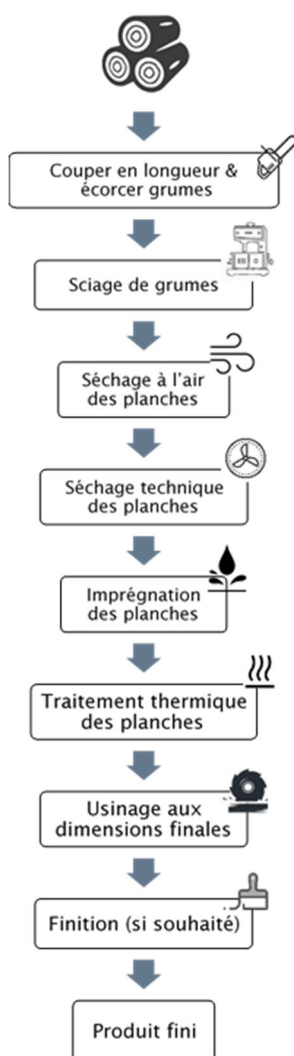 Couper en longueur &
écorcer grumes
Sciage de grumes
Séchage à l'air
des planches
Séchage technique
des planches
Imprégnation
des planches
Traitement thermique
des planches
Usinage aux
dimensions finales
Finition (si souhaité)
Produit fini